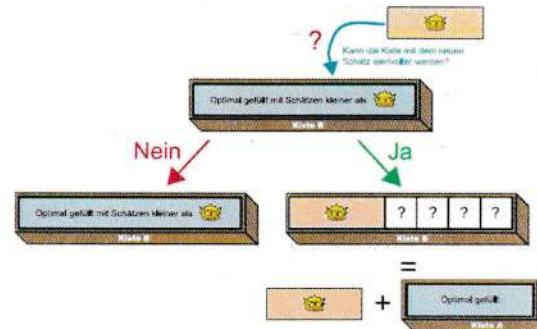 ?
Kann die Kiste mit dem neuen
Schatz wertvoller werden?
Optimal gefüllt mit Schätzen kleiner als
Kiste B
Nein
Ja
Optimal gefüllt mit Schätzen kleiner als
Kiste B
? ? ? ?
Kiste B
=
+
Optimal gefüllt
Kiste A